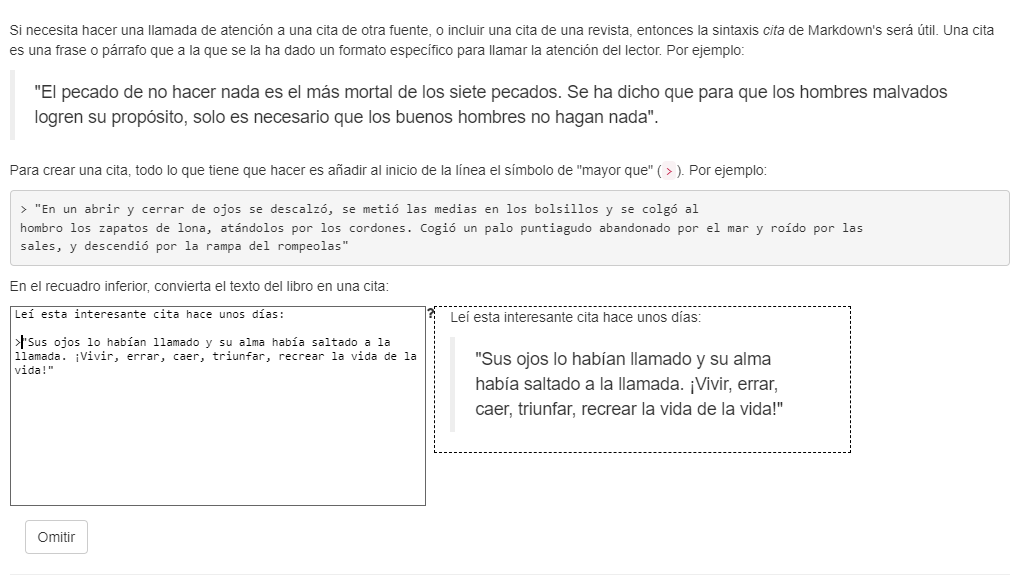 Si necesita hacer una llamada de atención a una cita de otra fuente, o incluir una cita de una revista, entonces la sintaxis cita de Markdown's será útil. Una cita
es una frase o párrafo que a la que se la ha dado un formato específico para llamar la atención del lector. Por ejemplo:
"El pecado de no hacer nada es el más mortal de los siete pecados. Se ha dicho que para que los hombres malvados
logren su propósito, solo es necesario que los buenos hombres no hagan nada".
Para crear una cita, todo lo que tiene que hacer es añadir al inicio de la línea el símbolo de "mayor que" ( > ). Por ejemplo:
> "En un abrir y cerrar de ojos se descalzó, se metió las medias en los bolsillos y se colgó al
hombro los zapatos de lona, atándolos por los cordones. Cogió un palo puntiagudo abandonado por el mar y roído por las
sales, y descendió por la rampa del rompeolas"
En el recuadro inferior, convierta el texto del libro en una cita:
Leí esta interesante cita hace unos días:
>"Sus ojos lo habían llamado y su alma había saltado a la
llamada. ¡Vivir, errar, caer, triunfar, recrear la vida de la
vida!"
?
Leí esta interesante cita hace unos días:
"Sus ojos lo habían llamado y su alma
había saltado a la llamada. ¡Vivir, errar,
caer, triunfar, recrear la vida de la vida!"
Omitir